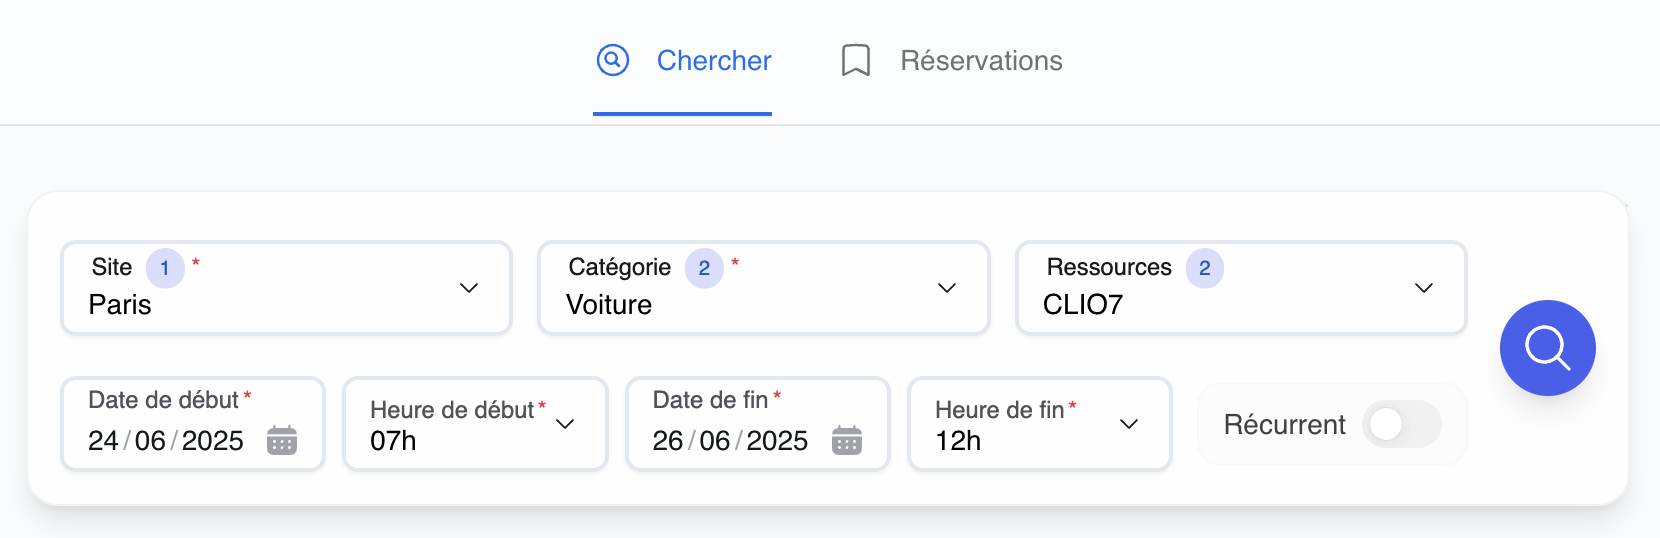 Chercher Réservations
Site 1 * Catégorie 2 * Ressources 2
Paris Voiture CLIO7
Date de début * Heure de début * Date de fin * Heure de fin * Récurrent
24/06/2025 07h 26/06/2025 12h